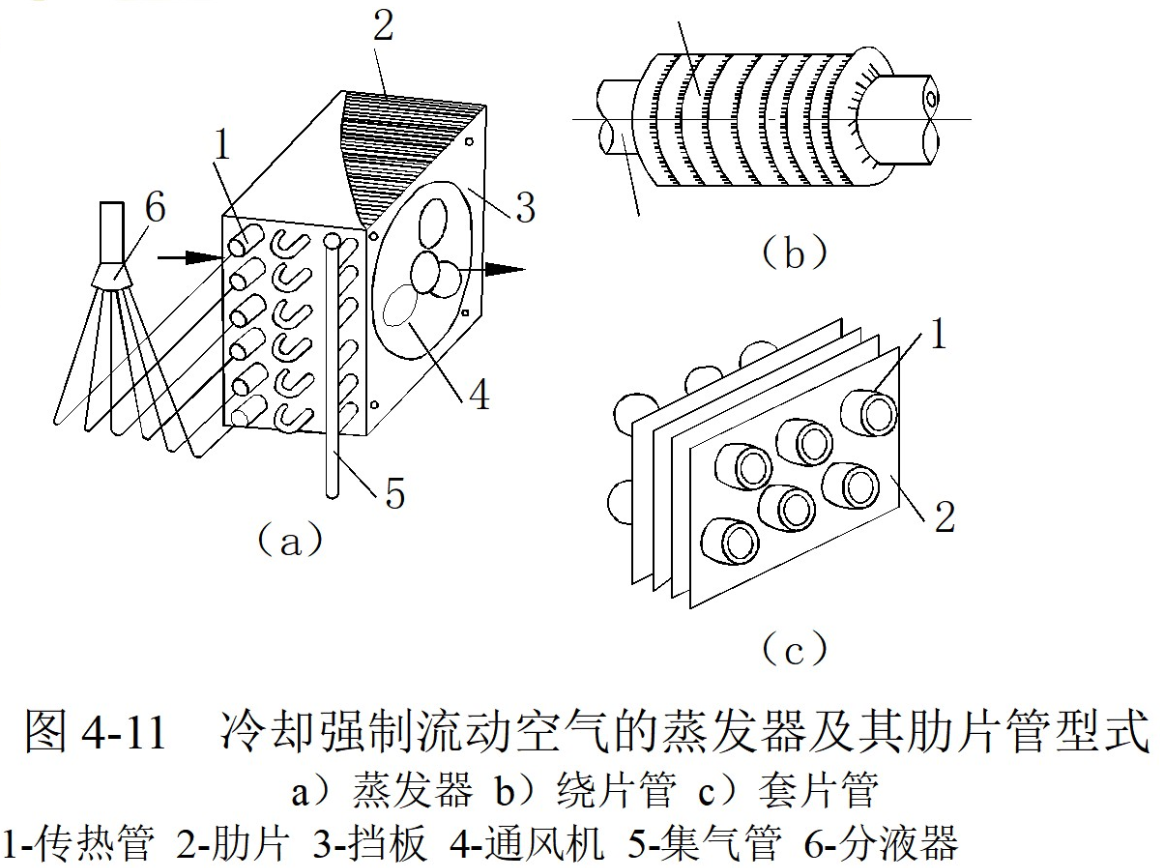 2
1
6
3
4
5
(a)
(b)
1
2
(c)
图 4-11 冷却强制流动空气的蒸发器及其肋片管型式
a）蒸发器 b）绕片管 c）套片管
1-传热管 2-肋片 3-挡板 4-通风机 5-集气管 6-分液器